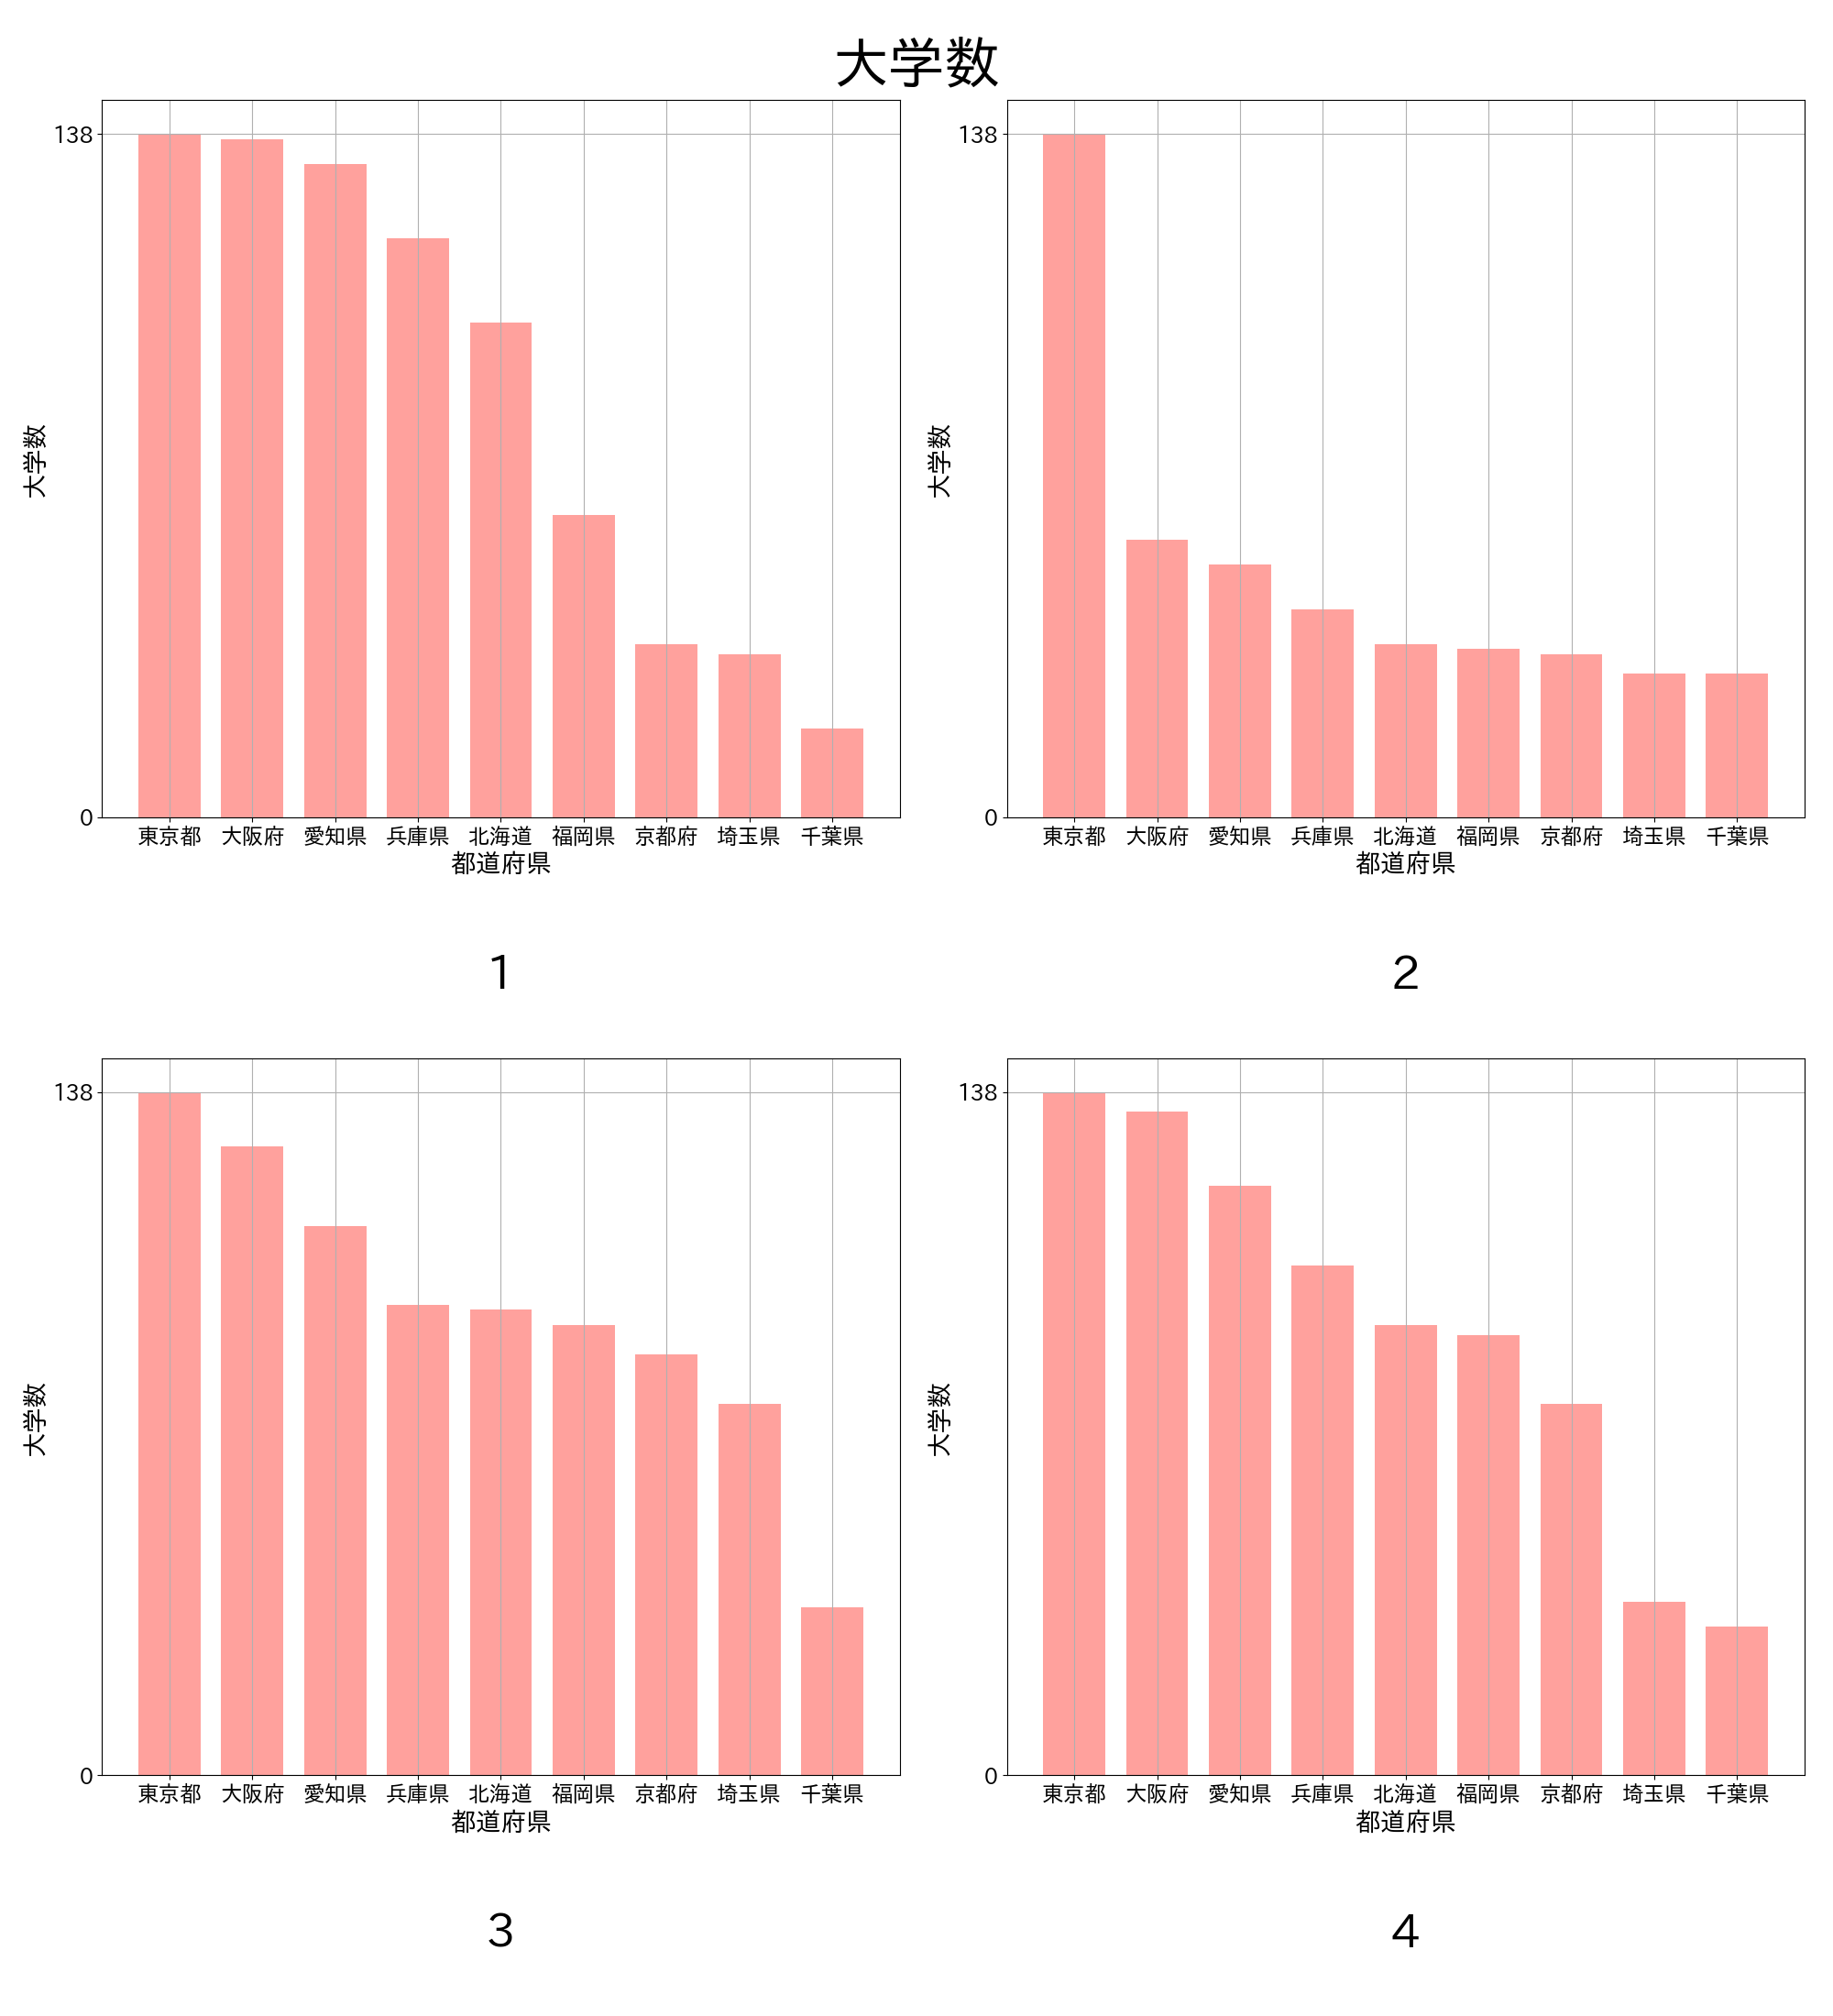 大学数
138
0
大学数
東京都 大阪府 愛知県 兵庫県 北海道 福岡県 京都府 埼玉県 千葉県
都道府県
1
138
0
大学数
東京都 大阪府 愛知県 兵庫県 北海道 福岡県 京都府 埼玉県 千葉県
都道府県
2
138
0
大学数
東京都 大阪府 愛知県 兵庫県 北海道 福岡県 京都府 埼玉県 千葉県
都道府県
3
138
0
大学数
東京都 大阪府 愛知県 兵庫県 北海道 福岡県 京都府 埼玉県 千葉県
都道府県
4